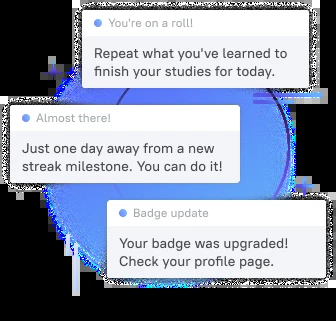 You're on a roll!
Repeat what you've learned to
finish your studies for today.
Almost there!
Just one day away from a new
streak milestone. You can do it!
Badge update
Your badge was upgraded!
Check your profile page.